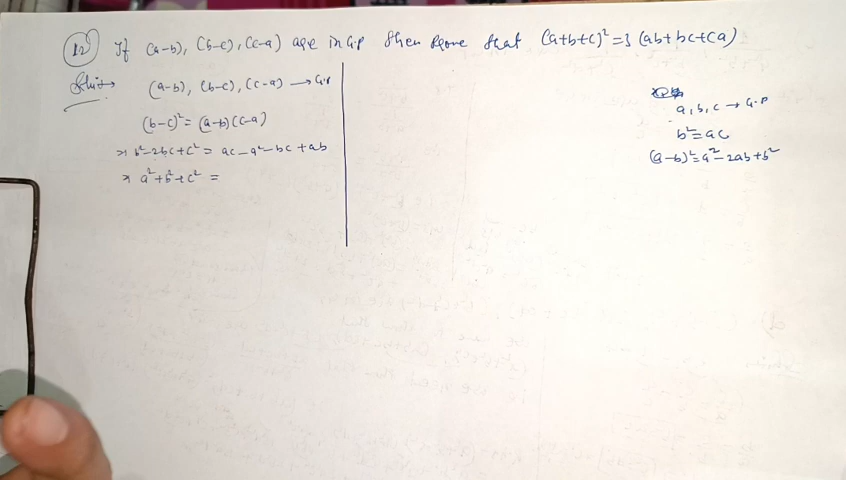 12) If (a-b), (b-c), (c-a) are in G.P then prove that (a+b+c)²=3(ab+bc+ca)
Solution→
(a-b), (b-c), (c-a) → G.P
(b-c)² = (a-b)(c-a)
⇒ b²-2bc+c² = ac-a²-bc+ab
⇒ a²+b²+c² =
a, b, c → G.P
b² = ac
(a-b)² = a²-2ab+b²